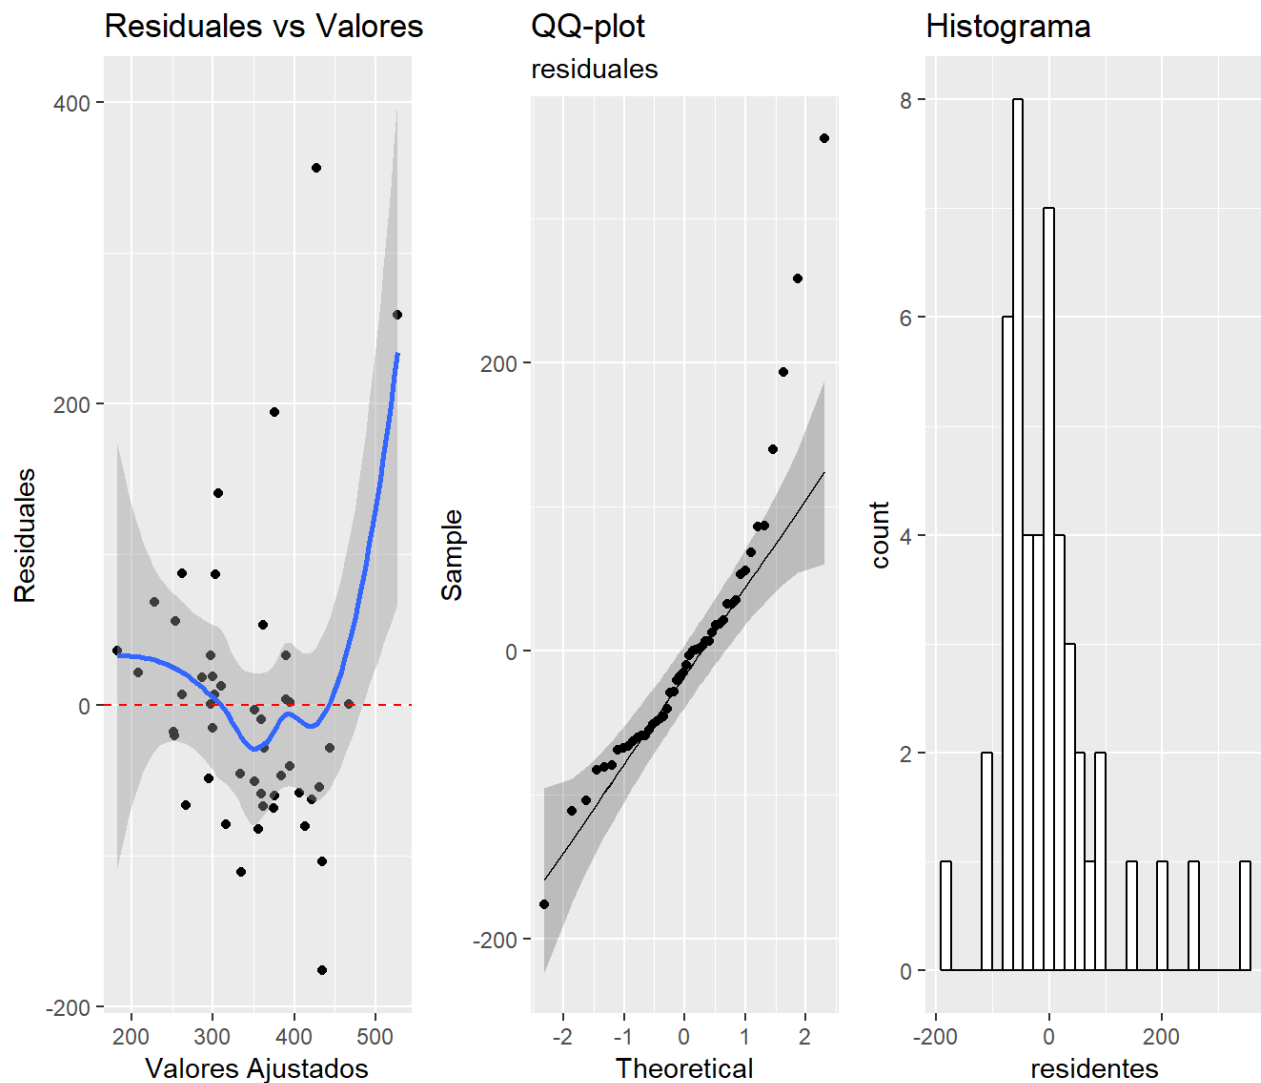 Residuales vs Valores
400
200
0
-200
Residuales
200
300
400
500
Valores Ajustados
QQ-plot
residuales
200
0
-200
Sample
-2
-1
0
1
2
Theoretical
Histograma
8
6
4
2
0
count
-200
0
200
residentes